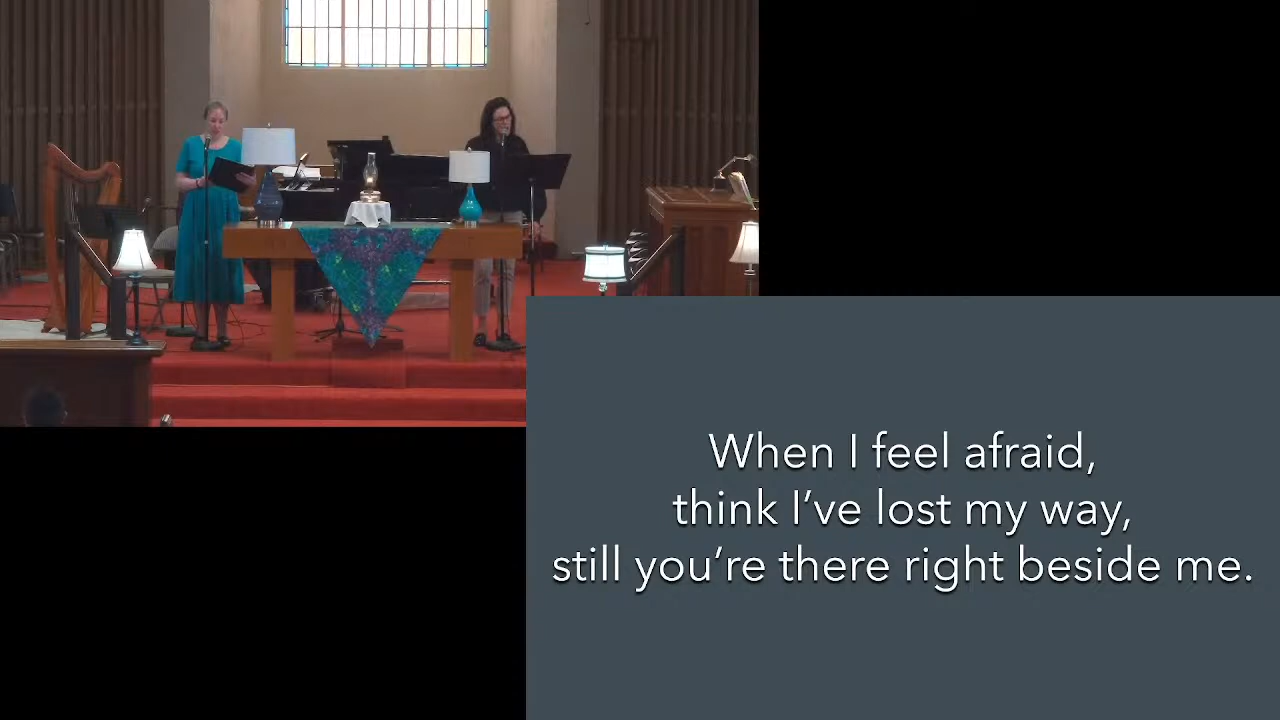 When I feel afraid,
think I’ve lost my way,
still you’re there right beside me.